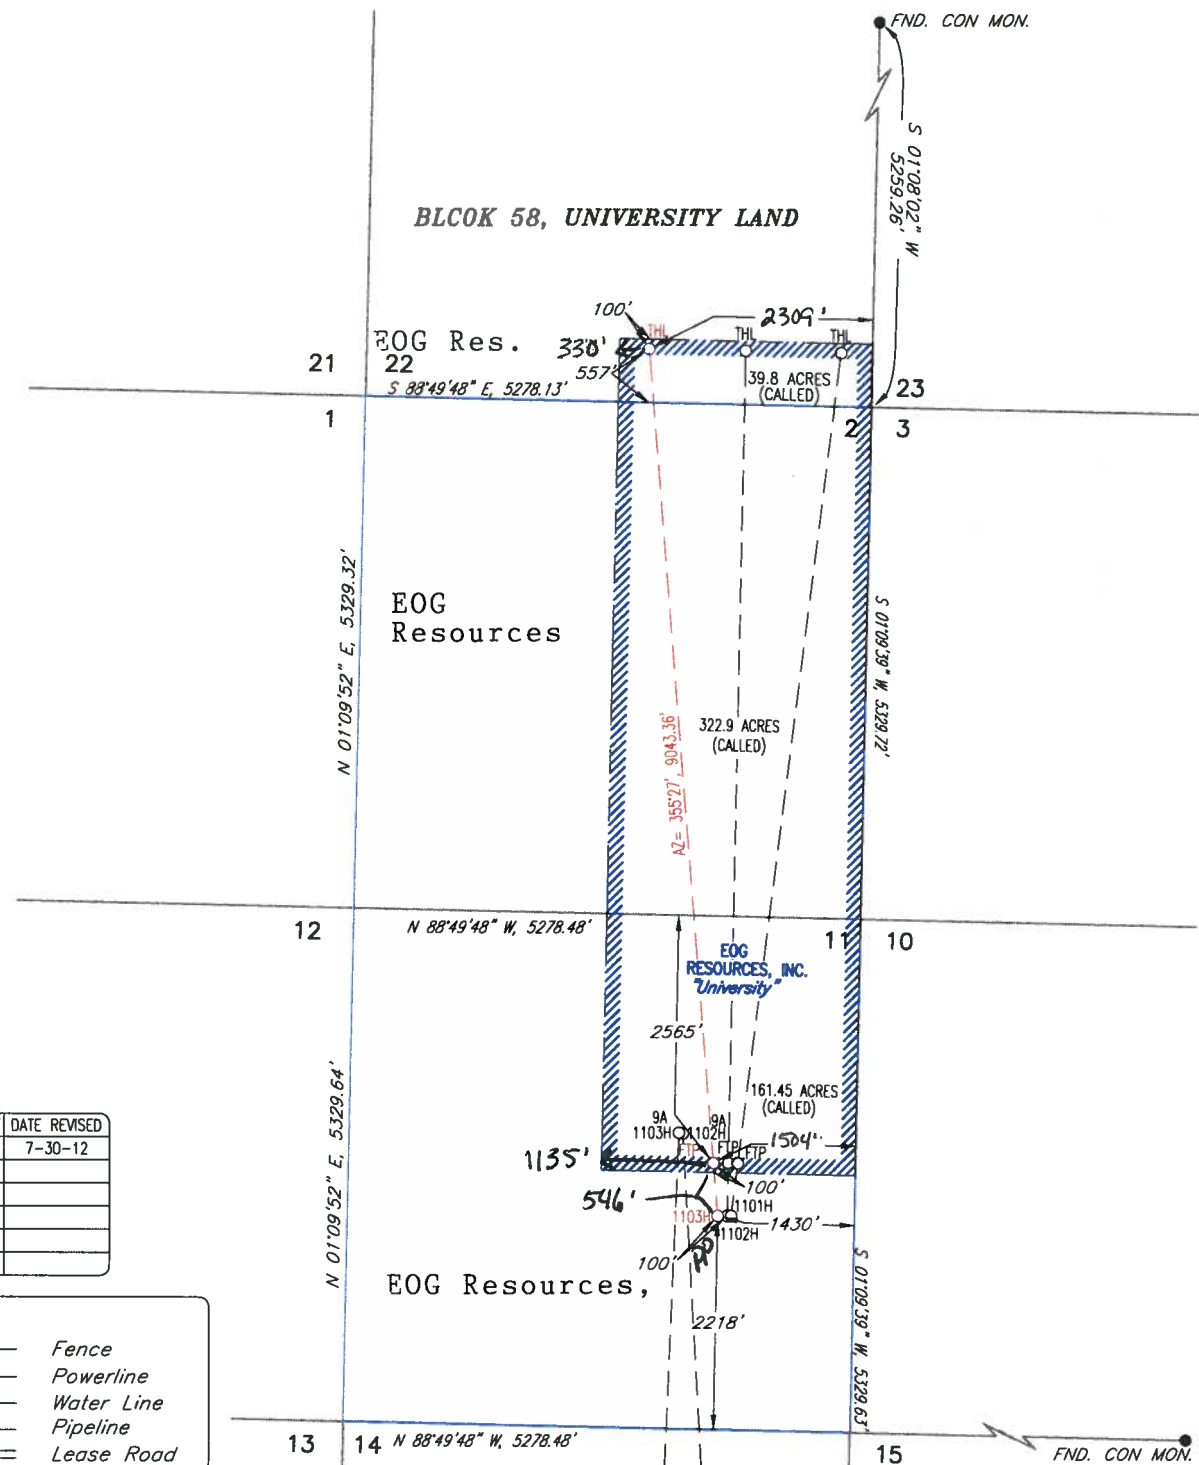 FND. CON MON.
S 01°08'02" W
5259.26'
BLCOK 58, UNIVERSITY LAND
100'
2309'
THL
THL
THL
EOG Res.
330'
21
22
557'
39.8 ACRES
(CALLED)
23
S 88°49'48" E, 5278.13'
1
2
3
N 01°09'52" E, 5329.32'
EOG
Resources
S 01°09'39" W, 5329.72'
322.9 ACRES
(CALLED)
AZ= 355°27', 9043.36'
12
N 88°49'48" W, 5278.48'
11
10
EOG
RESOURCES, INC.
"University"
2565'
N 01°09'52" E, 5329.64'
161.45 ACRES
(CALLED)
DATE REVISED
7-30-12
9A
1103H
9A
1102H
FTP
FTP
FTP
1504'
1135'
100'
546'
1101H
1103H
1430'
1102H
100'
EOG Resources,
2218'
S 01°09'39" W, 5329.63'
Fence
Powerline
Water Line
Pipeline
Lease Road
13
14
N 88°49'48" W, 5278.48'
15
FND. CON MON.